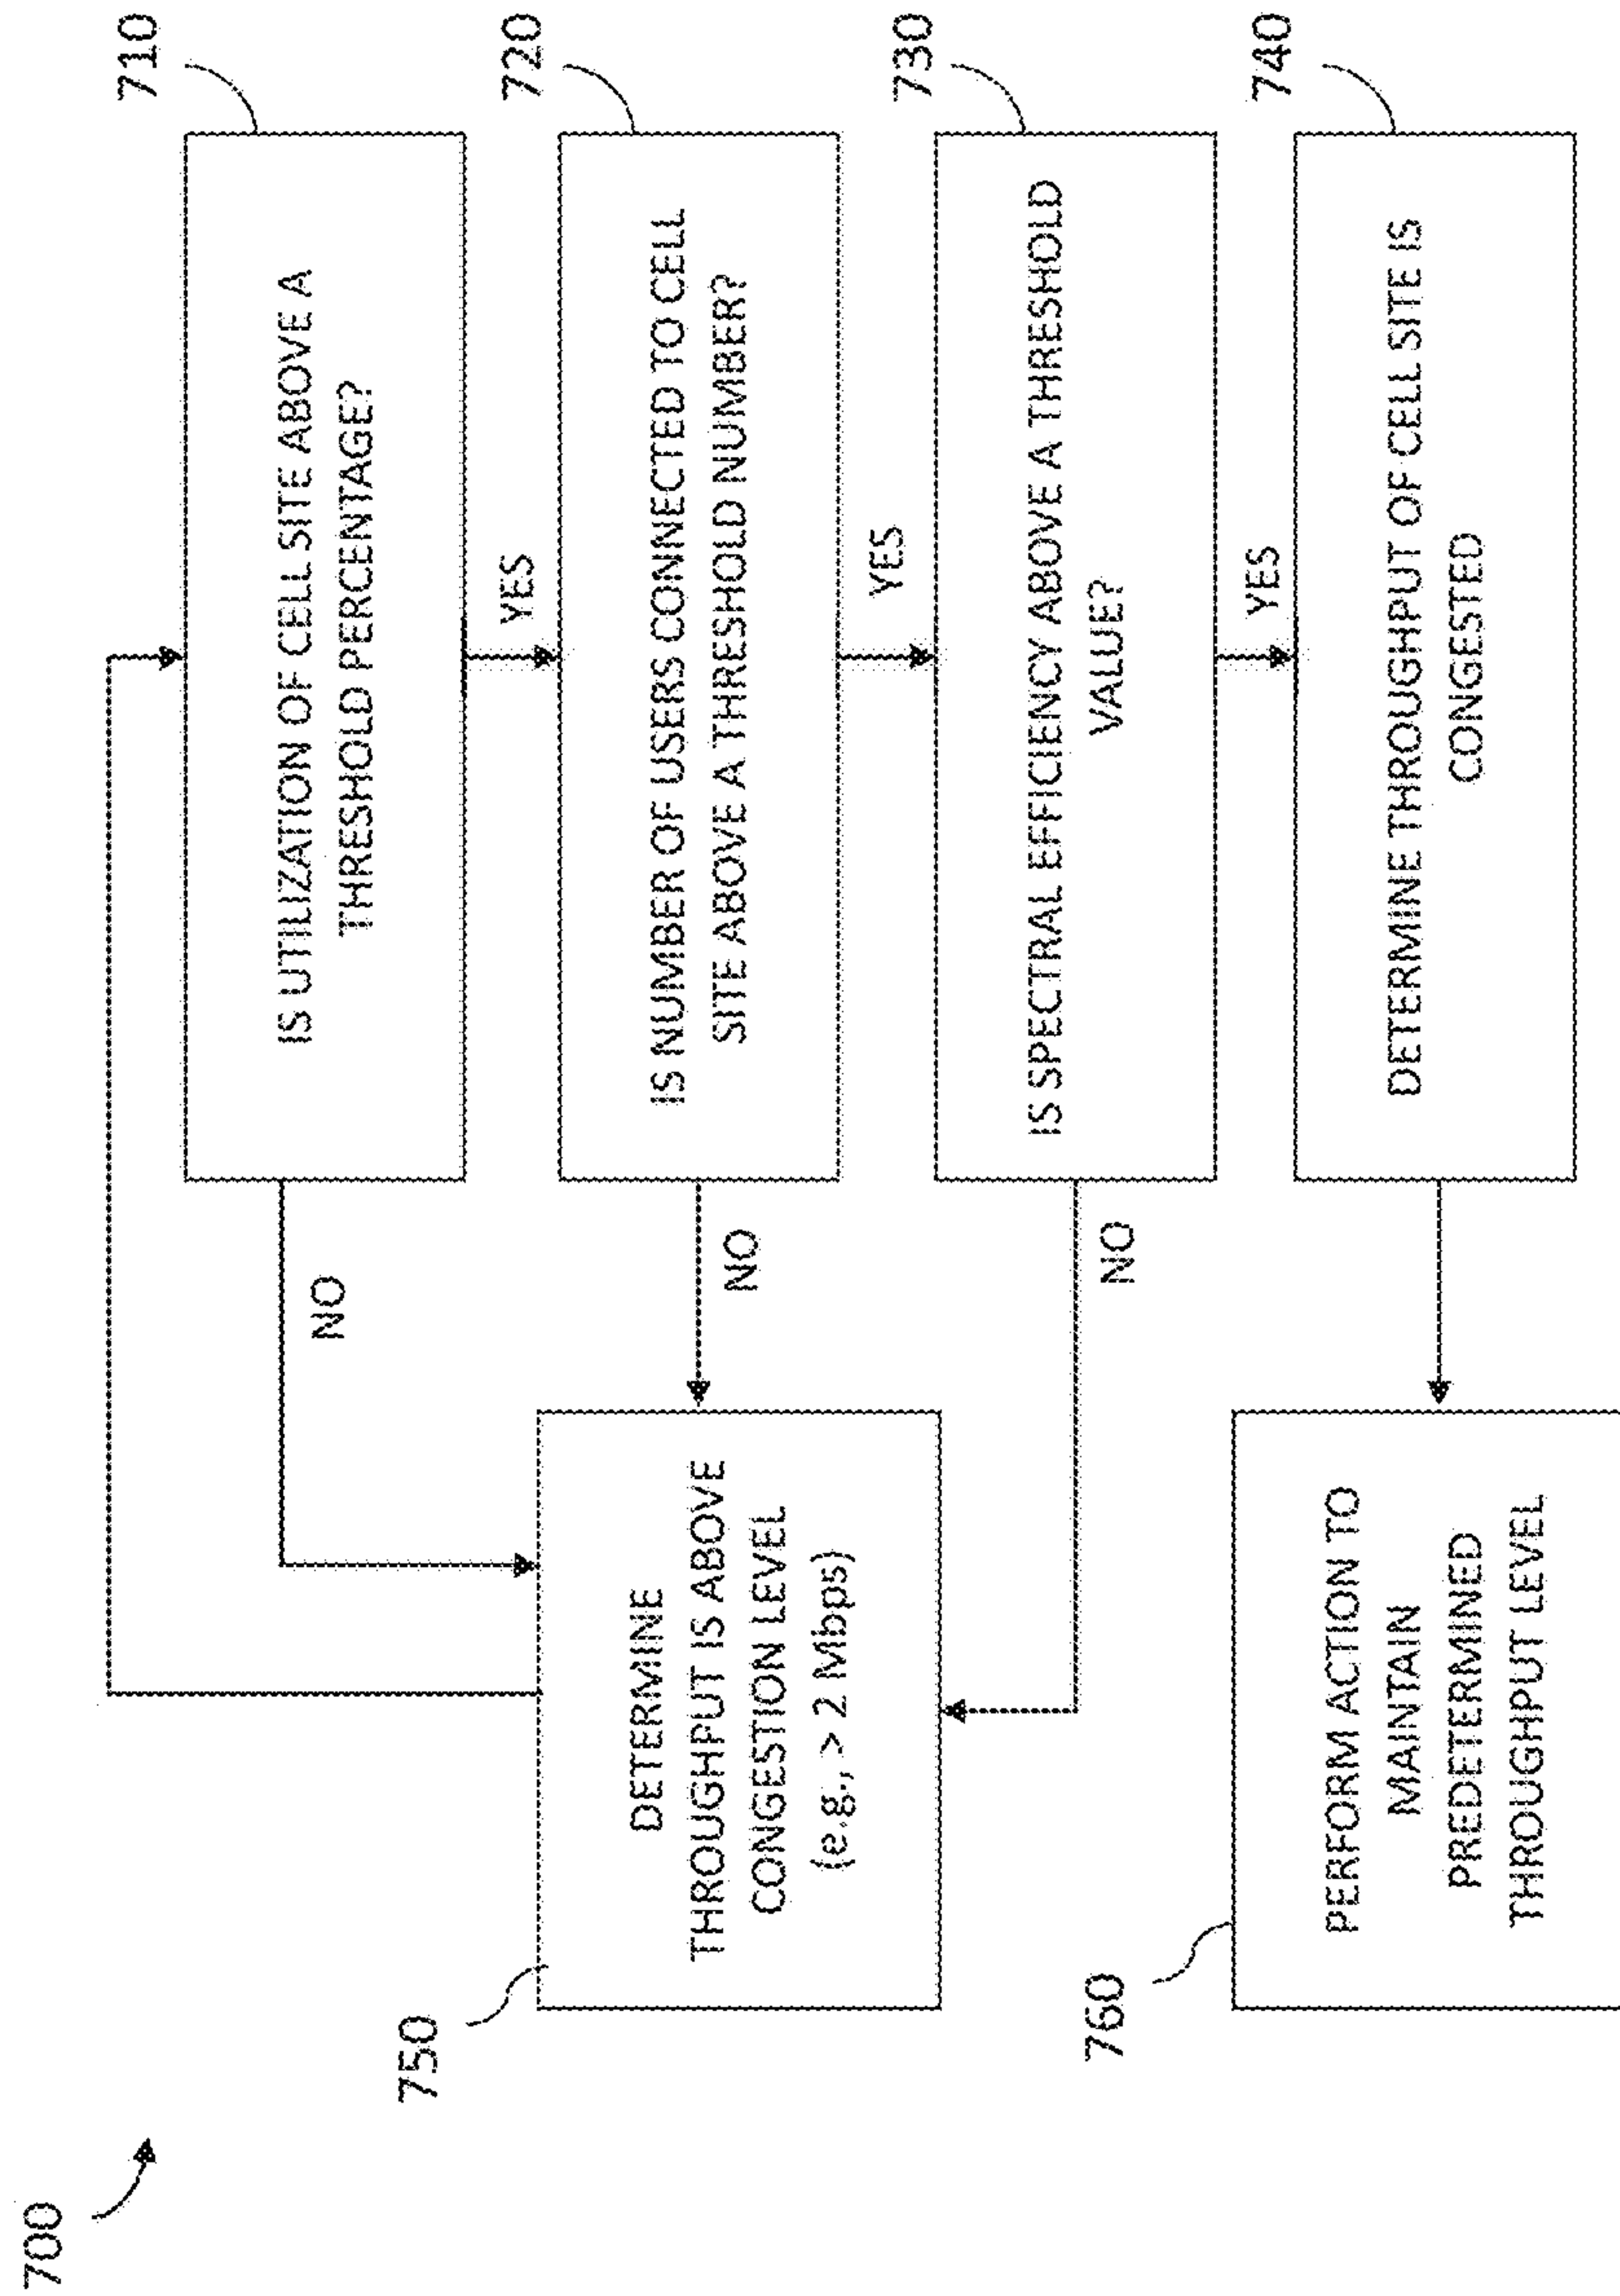 700
710
IS UTILIZATION OF CELL SITE ABOVE A
THRESHOLD PERCENTAGE?
YES
NO
720
IS NUMBER OF USERS CONNECTED TO CELL
SITE ABOVE A THRESHOLD NUMBER?
YES
NO
730
IS SPECTRAL EFFICIENCY ABOVE A THRESHOLD
VALUE?
YES
NO
740
DETERMINE THROUGHPUT OF CELL SITE IS
CONGESTED
750
DETERMINE
THROUGHPUT IS ABOVE
CONGESTION LEVEL
(e.g., > 2 Mbps)
760
PERFORM ACTION TO
MAINTAIN
PREDETERMINED
THROUGHPUT LEVEL